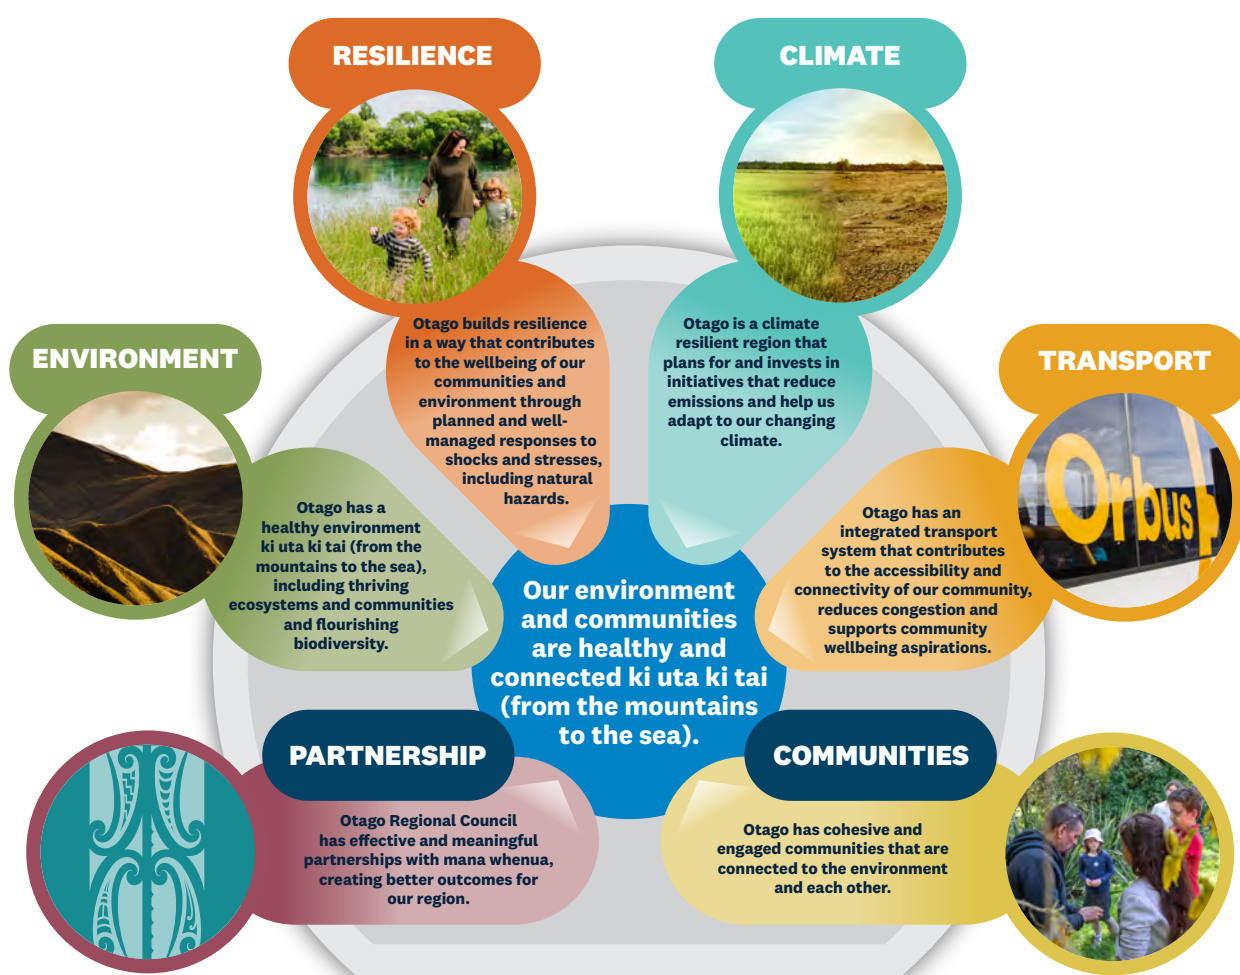 RESILIENCE
Otago builds resilience
in a way that contributes
to the wellbeing of our
communities and
environment through
planned and well-
managed responses to
shocks and stresses,
including natural
hazards.
CLIMATE
Otago is a climate
resilient region that
plans for and invests in
initiatives that reduce
emissions and help us
adapt to our changing
climate.
ENVIRONMENT
Otago has a
healthy environment
ki uta ki tai (from the
mountains to the sea),
including thriving
ecosystems and communities
and flourishing
biodiversity.
TRANSPORT
Orbus
Otago has an
integrated transport
system that contributes
to the accessibility and
connectivity of our community,
reduces congestion and
supports community
wellbeing aspirations.
Our environment
and communities
are healthy and
connected ki uta ki tai
(from the mountains
to the sea).
PARTNERSHIP
Otago Regional Council
has effective and meaningful
partnerships with mana whenua,
creating better outcomes for
our region.
COMMUNITIES
Otago has cohesive and
engaged communities that are
connected to the environment
and each other.